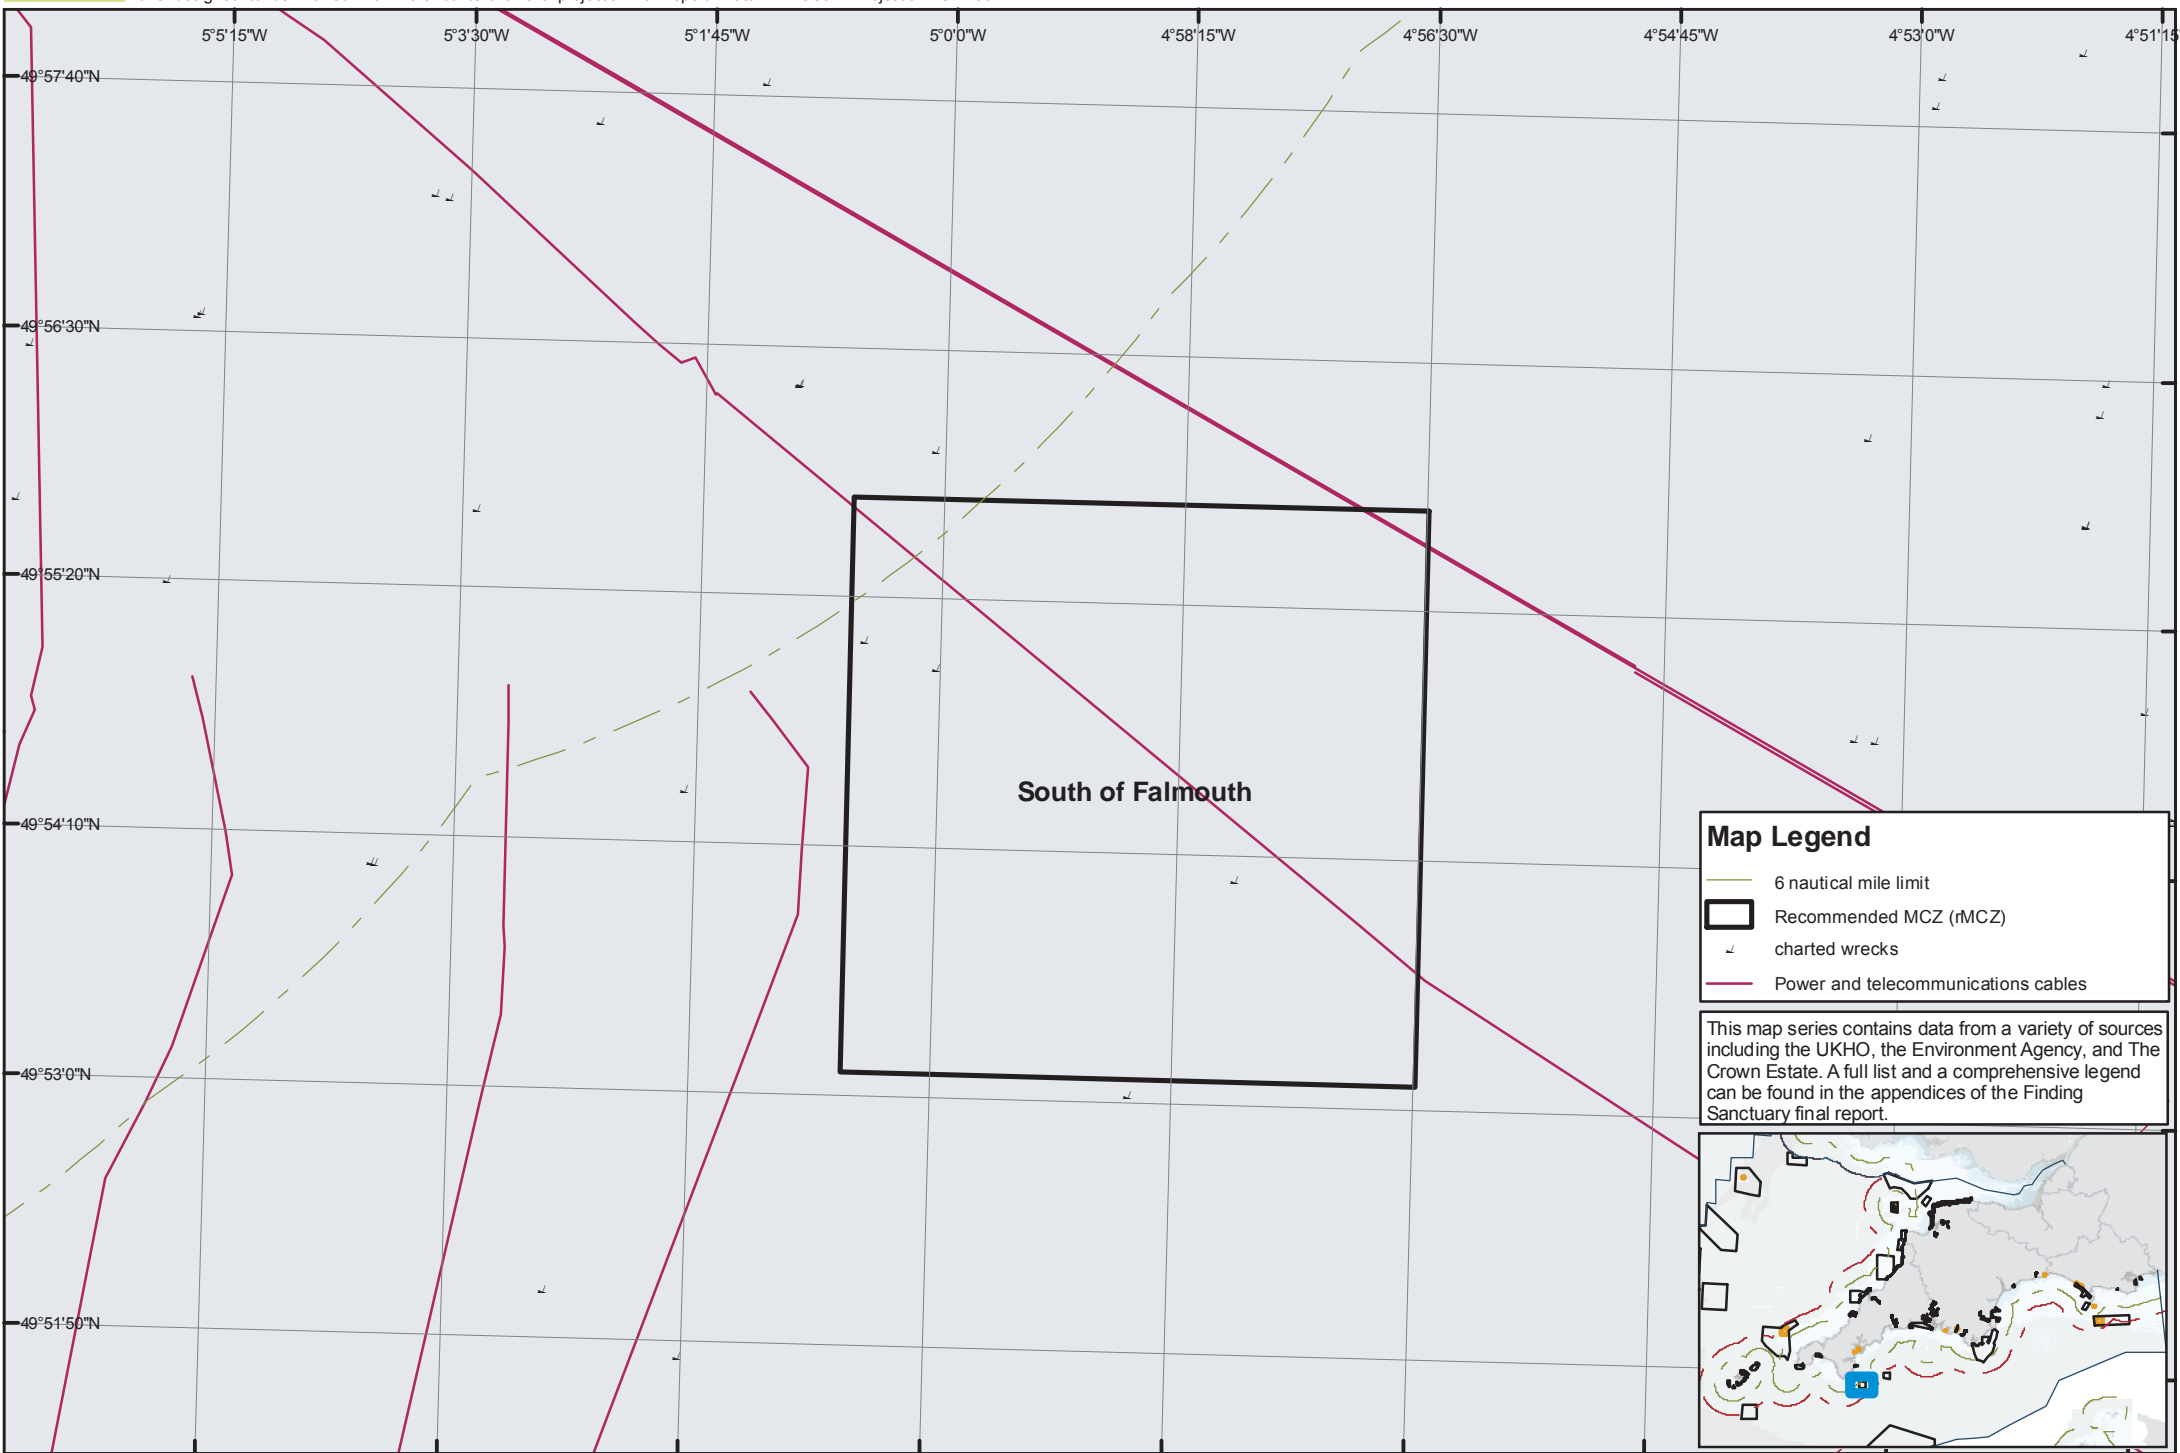 5°5'15"W 5°3'30"W 5°1'45"W 5°0'0"W 4°58'15"W 4°56'30"W 4°54'45"W 4°53'0"W 4°51'15
49°57'40"N
49°56'30"N
49°55'20"N
49°54'10"N
49°53'0"N
49°51'50"N
South of Falmouth
Map Legend
6 nautical mile limit
Recommended MCZ (rMCZ)
charted wrecks
Power and telecommunications cables
This map series contains data from a variety of sources
including the UKHO, the Environment Agency, and The
Crown Estate. A full list and a comprehensive legend
can be found in the appendices of the Finding
Sanctuary final report.